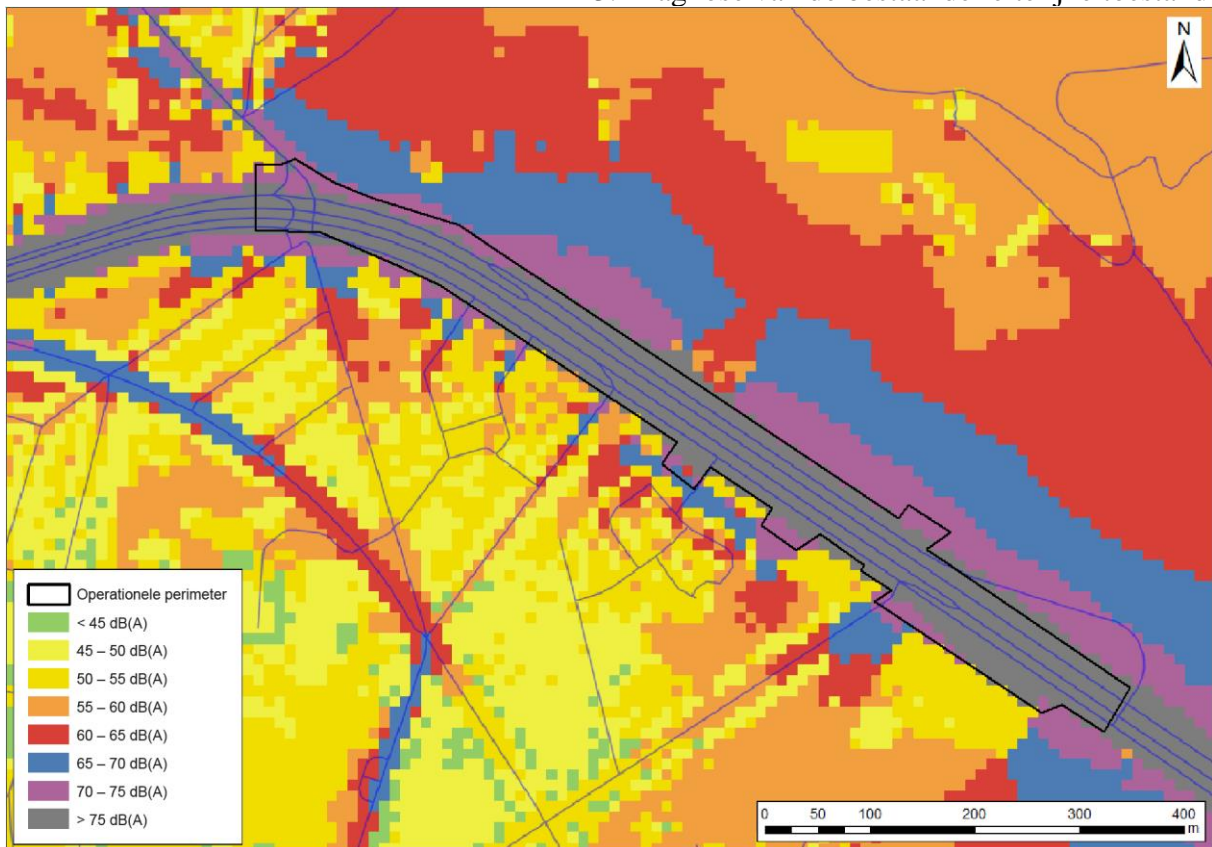 N
Operationele perimeter
< 45 dB(A)
45 – 50 dB(A)
50 – 55 dB(A)
55 – 60 dB(A)
60 – 65 dB(A)
65 – 70 dB(A)
70 – 75 dB(A)
> 75 dB(A)
0 50 100 200 300 400
m